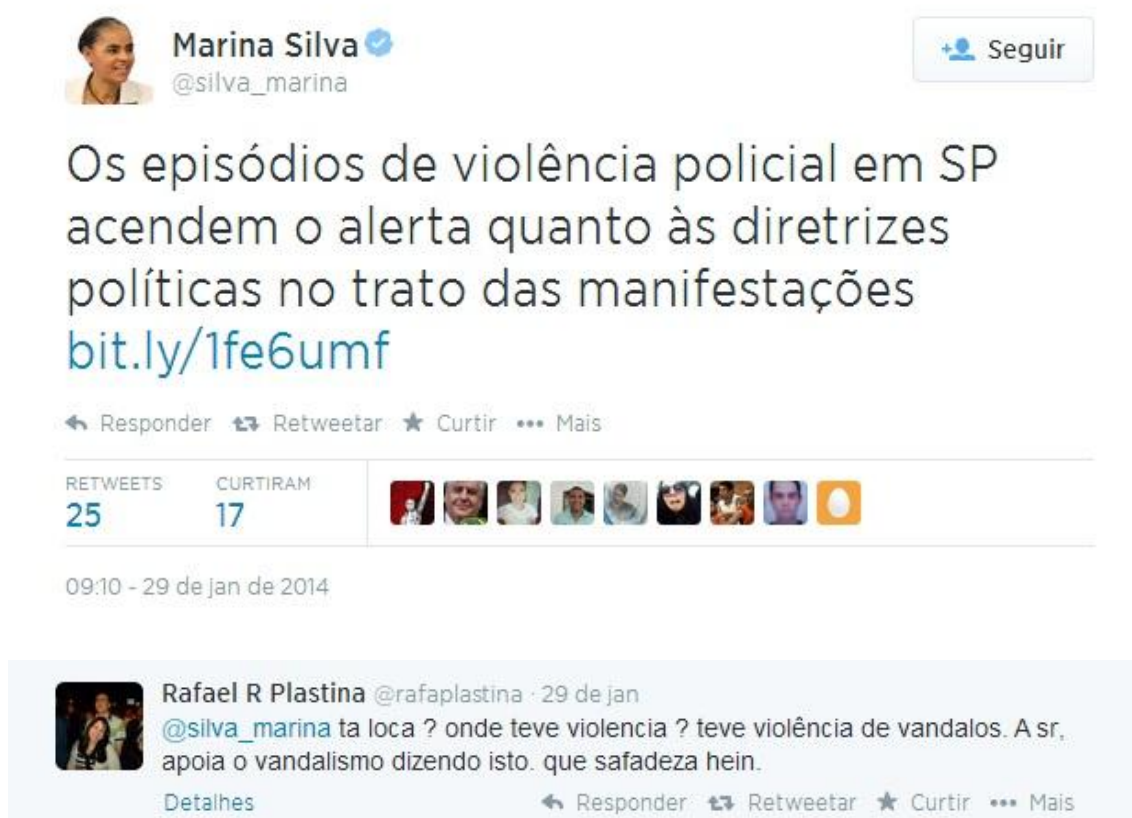 Marina Silva
@silva_marina
Seguir
Os episódios de violência policial em SP
acendem o alerta quanto às diretrizes
políticas no trato das manifestações
bit.ly/1fe6umf
Responder Retweetar Curtir Mais
RETWEETS CURTIRAM
25 17
09:10 - 29 de jan de 2014
Rafael R Plastina @rafaplastina · 29 de jan
@silva_marina ta loca ? onde teve violencia ? teve violência de vandalos. A sr,
apoia o vandalismo dizendo isto. que safadeza hein.
Detalhes Responder Retweetar Curtir Mais